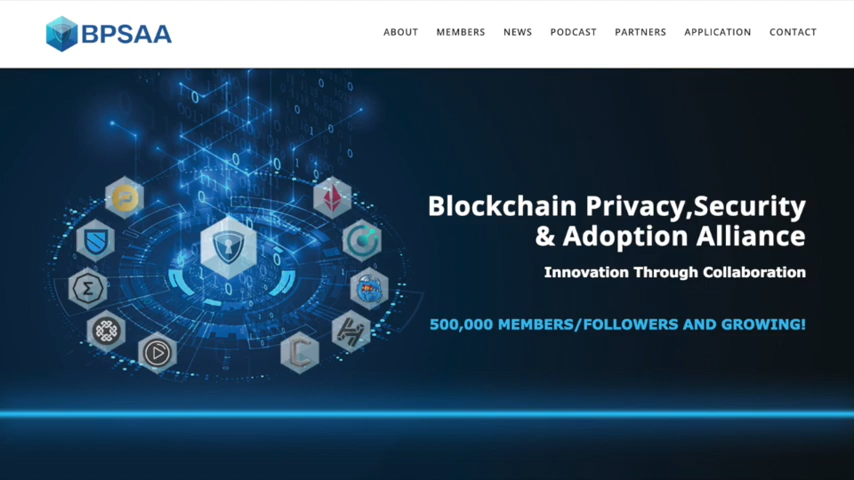 BPSAA
ABOUT MEMBERS NEWS PODCAST PARTNERS APPLICATION CONTACT
Blockchain Privacy,Security
& Adoption Alliance
Innovation Through Collaboration
500,000 MEMBERS/FOLLOWERS AND GROWING!